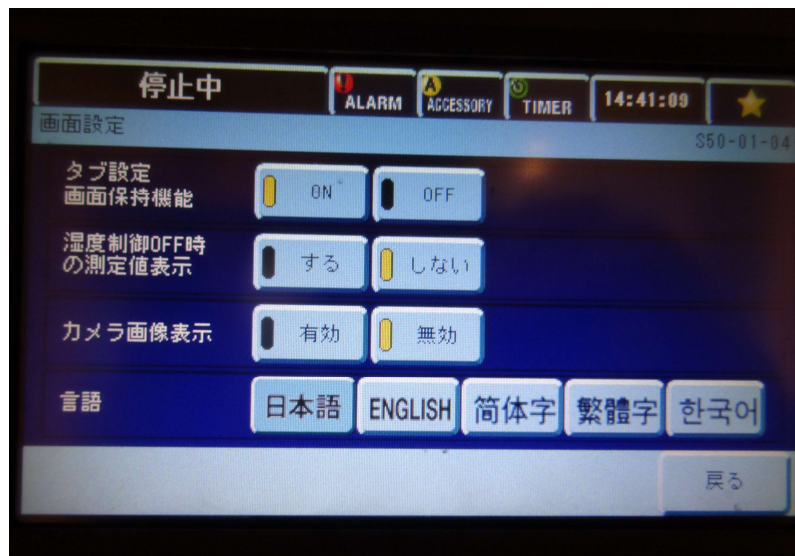 停止中 ALARM ACCESSORY TIMER 14:41:09
画面設定 S50-01-04
タブ設定
画面保持機能 ON OFF
湿度制御OFF時
の測定値表示 する しない
カメラ画像表示 有効 無効
言語 日本語 ENGLISH 简体字 繁體字 한국어
戻る